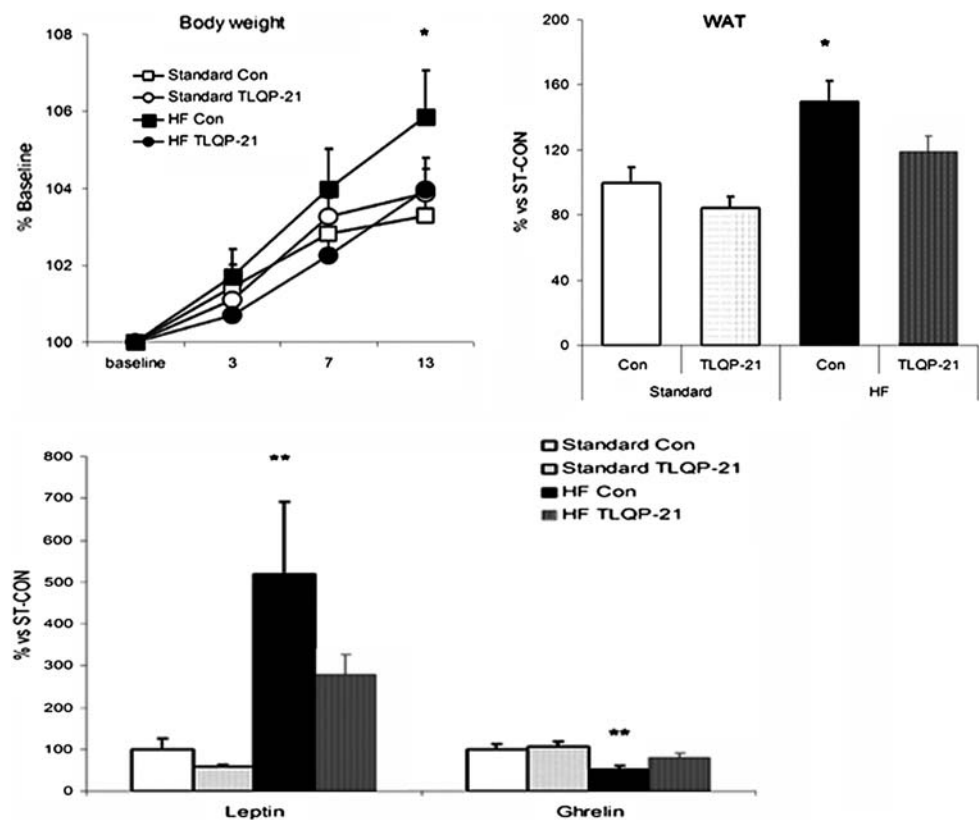 Body weight
108
106
104
102
100
% Baseline
*
Standard Con
Standard TLQP-21
HF Con
HF TLQP-21
baseline 3 7 13
WAT
200
160
120
80
40
0
% vs ST-CON
*
Con TLQP-21 Con TLQP-21
Standard HF
800
700
600
500
400
300
200
100
0
% vs ST-CON
**
**
Standard Con
Standard TLQP-21
HF Con
HF TLQP-21
Leptin Ghrelin